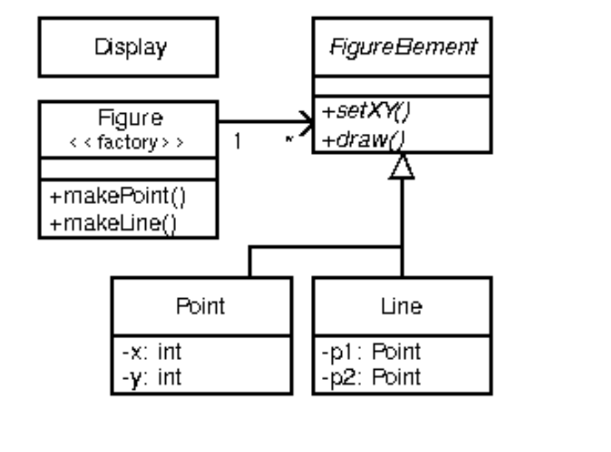 Display
FigureElement
+setXY()
+draw()
Figure
<<factory>>
1
*
+makePoint()
+makeLine()
Point
-x: int
-y: int
Line
-p1: Point
-p2: Point